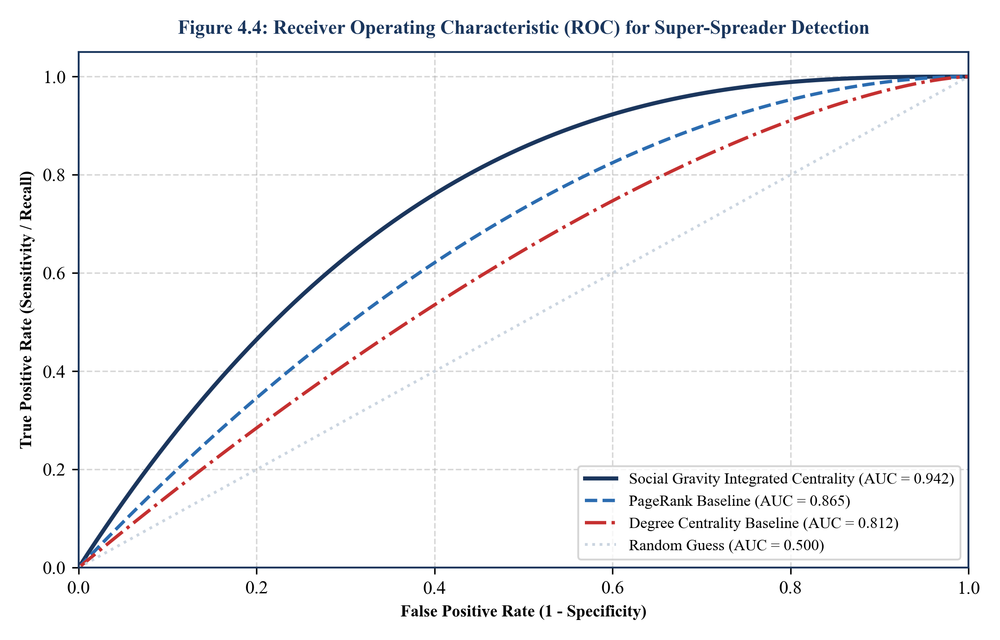 Figure 4.4: Receiver Operating Characteristic (ROC) for Super-Spreader Detection
True Positive Rate (Sensitivity / Recall)
1.0
0.8
0.6
0.4
0.2
0.0
0.0 0.2 0.4 0.6 0.8 1.0
False Positive Rate (1 - Specificity)
Social Gravity Integrated Centrality (AUC = 0.942)
PageRank Baseline (AUC = 0.865)
Degree Centrality Baseline (AUC = 0.812)
Random Guess (AUC = 0.500)